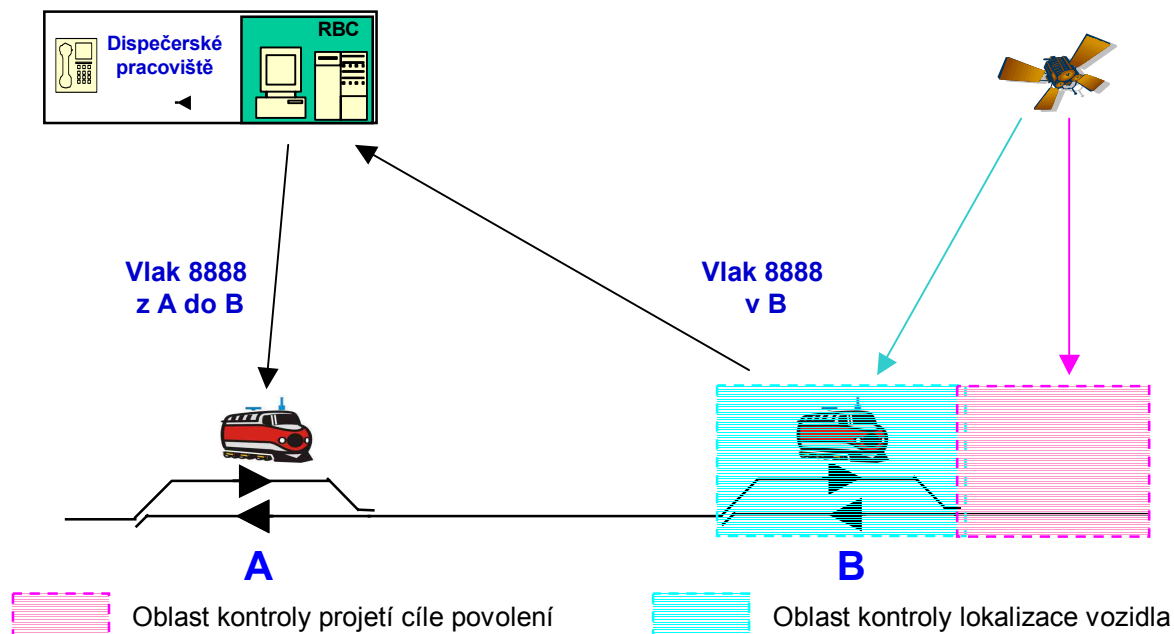 RBC
Dispečerské
pracoviště
Vlak 8888
z A do B
Vlak 8888
v B
A
B
Oblast kontroly projetí cíle povolení
Oblast kontroly lokalizace vozidla